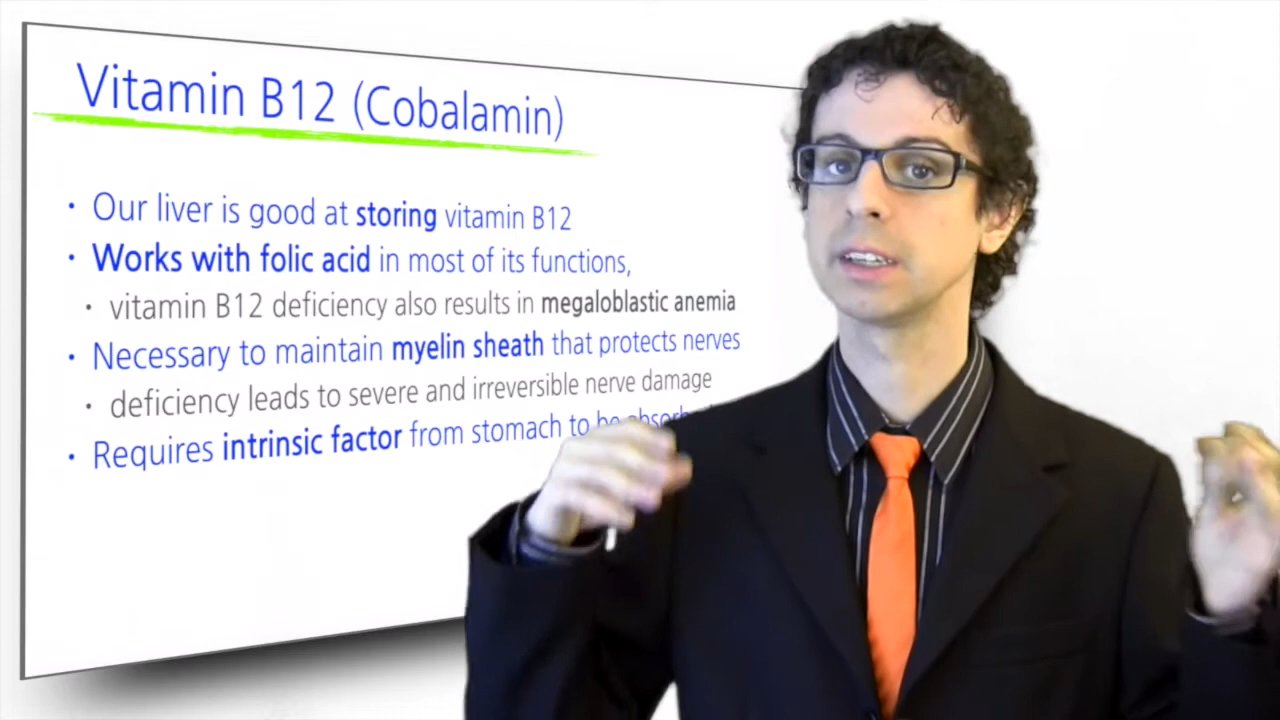 Vitamin B12 (Cobalamin)
• Our liver is good at storing vitamin B12
• Works with folic acid in most of its functions,
• vitamin B12 deficiency also results in megaloblastic anemia
• Necessary to maintain myelin sheath that protects nerves
• deficiency leads to severe and irreversible nerve damage
• Requires intrinsic factor from stomach to be